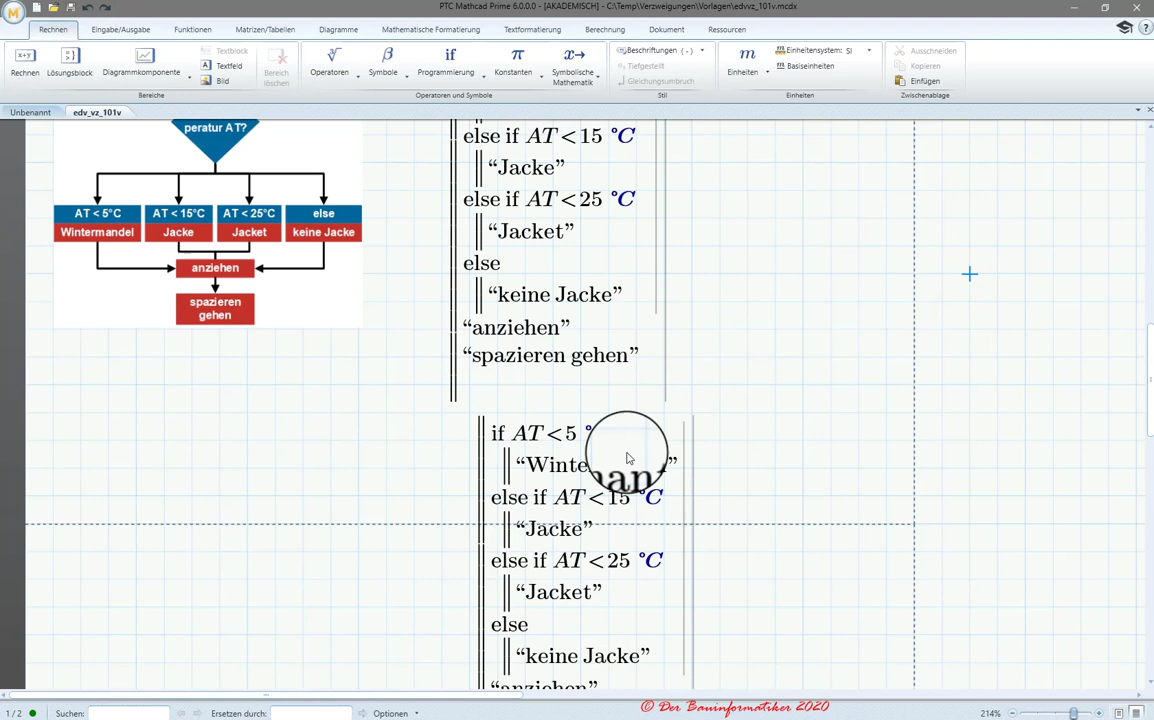 PTC Mathcad Prime 6.0.0.0 - [AKADEMISCH] - C:\Temp\Verzweigungen\Vorlagen\edvvz_101v.mcdx
Rechnen Eingabe/Ausgabe Funktionen Matrizen/Tabellen Diagramme Mathematische Formatierung Textformatierung Berechnung Dokument Ressourcen
Rechnen Lösungsblock Diagrammkomponente
Textblock
Textfeld
Bild
Bereich löschen
Bereiche
Operatoren Symbole Programmierung Konstanten Symbolische Mathematik
Operatoren und Symbole
Beschriftungen ( - )
Tiefgestellt
Gleichungsumbruch
Stil
Einheiten
Einheitensystem: SI
Basiseinheiten
Einheiten
Ausschneiden
Kopieren
Einfügen
Zwischenablage
Unbenannt edv_vz_101v
peratur AT?
AT < 5°C AT < 15°C AT < 25°C else
Wintermandel Jacke Jacket keine Jacke
anziehen
spazieren
gehen
else if AT < 15 °C
“Jacke”
else if AT < 25 °C
“Jacket”
else
“keine Jacke”
“anziehen”
“spazieren gehen”
if AT < 5 °
“Winte
else if AT < 15 °C
“Jacke”
else if AT < 25 °C
“Jacket”
else
“keine Jacke”
“anziehen”
1 / 2 Suchen: Ersetzen durch: Optionen 214%
© Der Bauinformatiker 2020